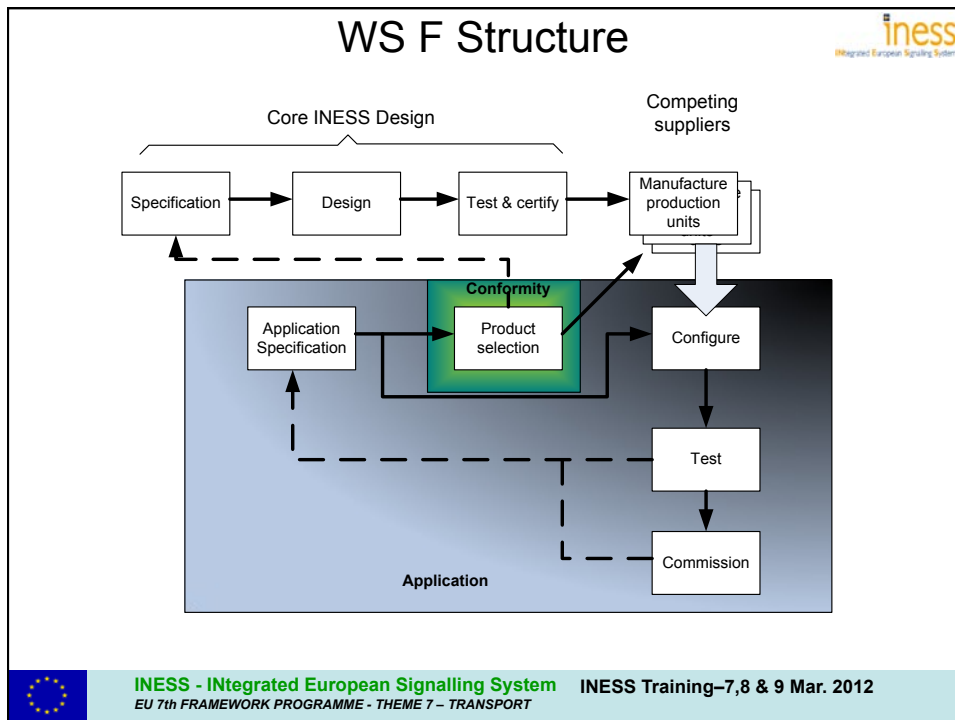 WS F Structure
iness
INtegrated European Signalling System
Core INESS Design
Competing
suppliers
Specification
Design
Test & certify
Manufacture
production
units
Conformity
Application
Specification
Product
selection
Configure
Test
Commission
Application
INESS - INtegrated European Signalling System
EU 7th FRAMEWORK PROGRAMME - THEME 7 – TRANSPORT
INESS Training–7,8 & 9 Mar. 2012